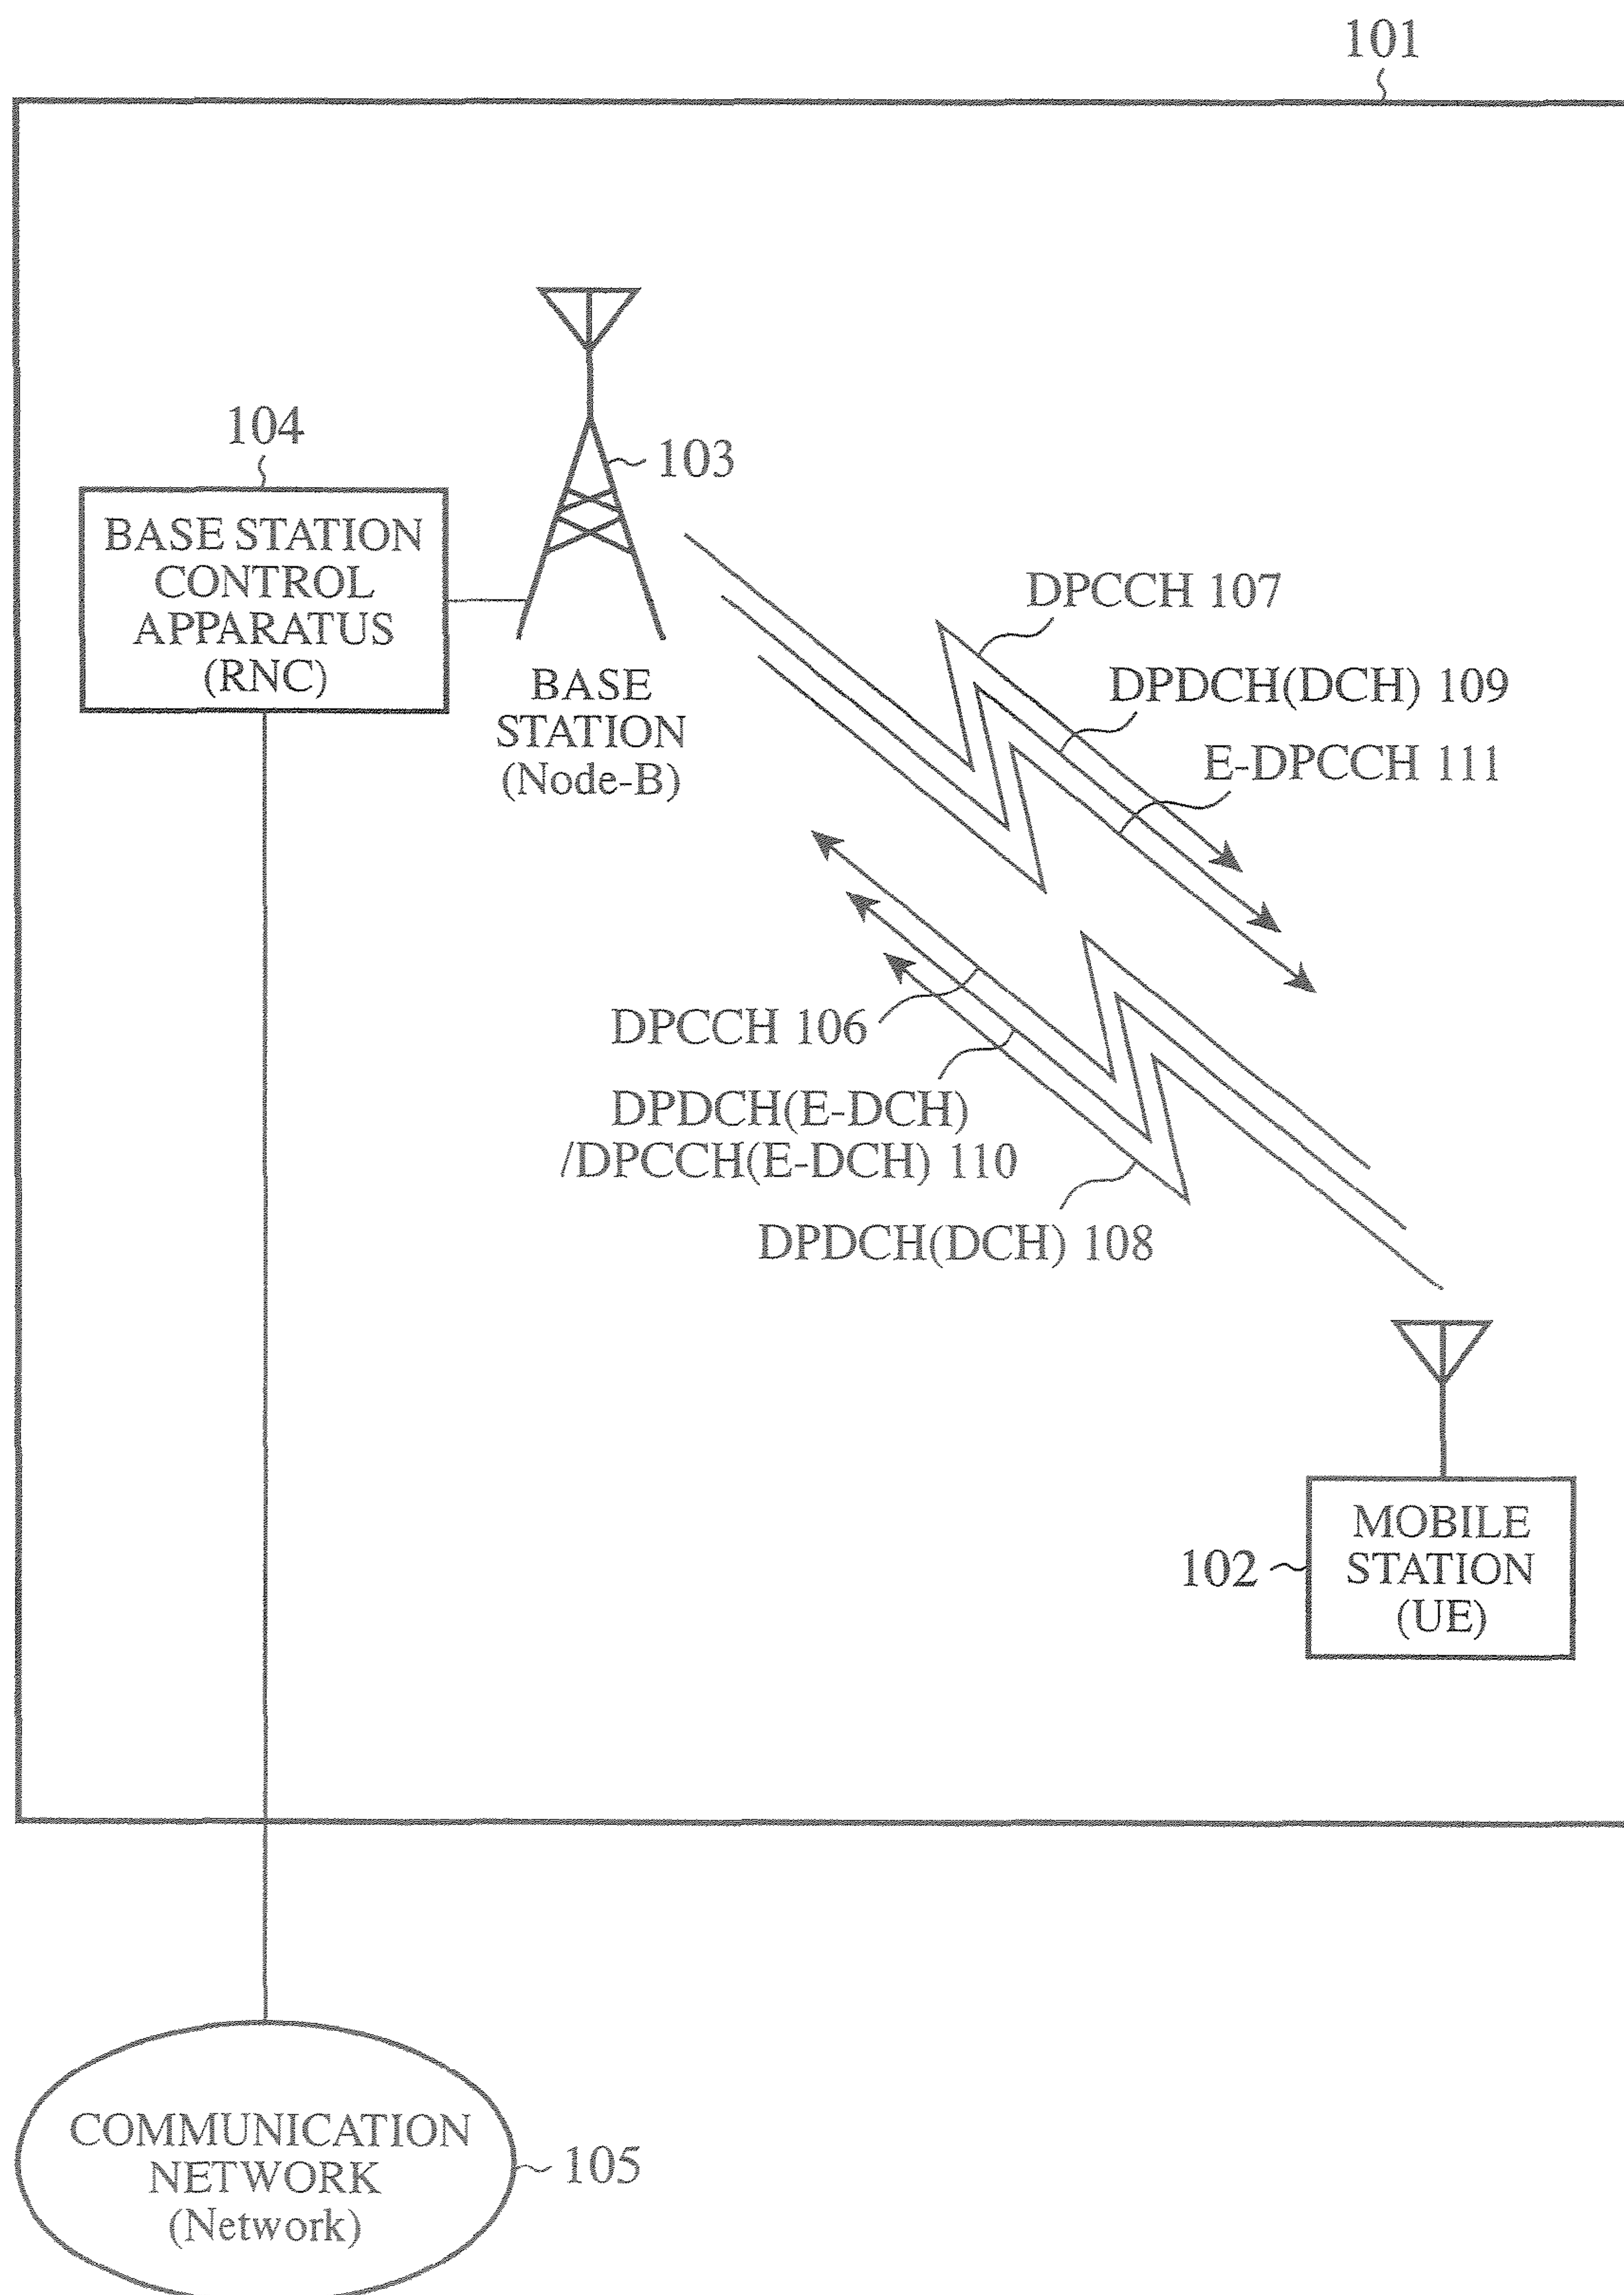 101
104
103
BASE STATION
CONTROL
APPARATUS
(RNC)
BASE
STATION
(Node-B)
DPCCH 107
DPDCH(DCH) 109
E-DPCCH 111
DPCCH 106
DPDCH(E-DCH)
/DPCCH(E-DCH) 110
DPDCH(DCH) 108
102
MOBILE
STATION
(UE)
COMMUNICATION
NETWORK
(Network)
105